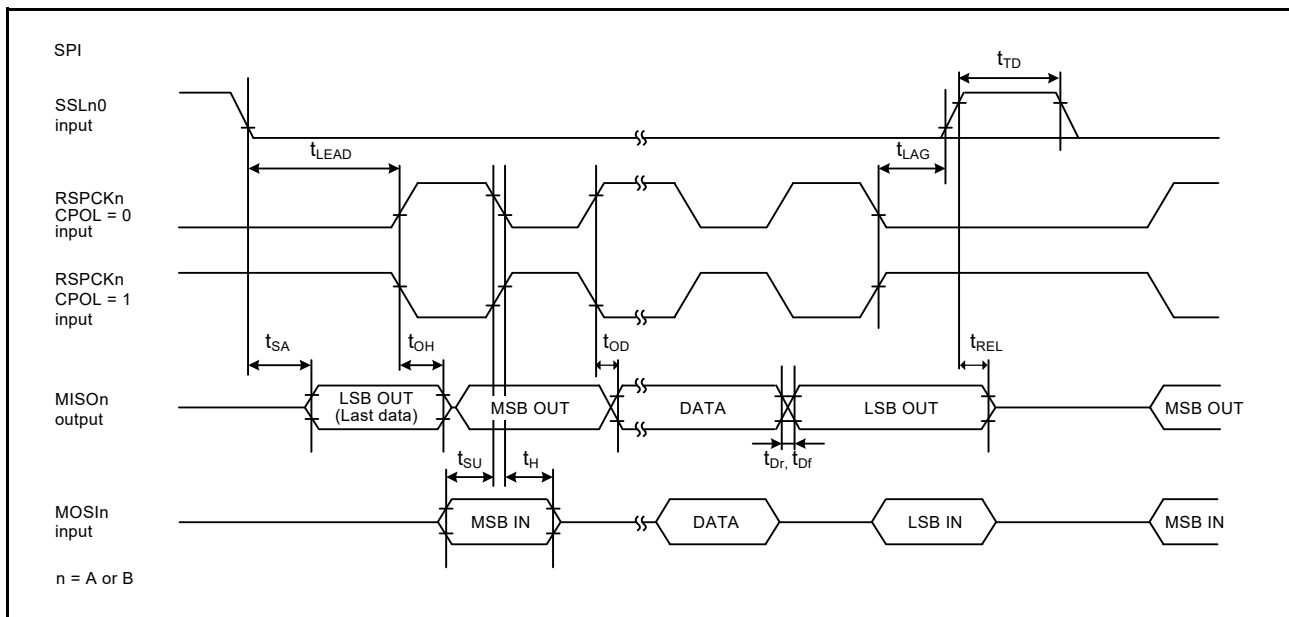 SPI
SSLn0
input
tTD
tLEAD
tLAG
RSPCKn
CPOL = 0
input
RSPCKn
CPOL = 1
input
tSA
tOH
tOD
tREL
MISOn
output
LSB OUT
(Last data)
MSB OUT
DATA
LSB OUT
MSB OUT
tSU
tH
tDr, tDf
MOSIn
input
MSB IN
DATA
LSB IN
MSB IN
n = A or B